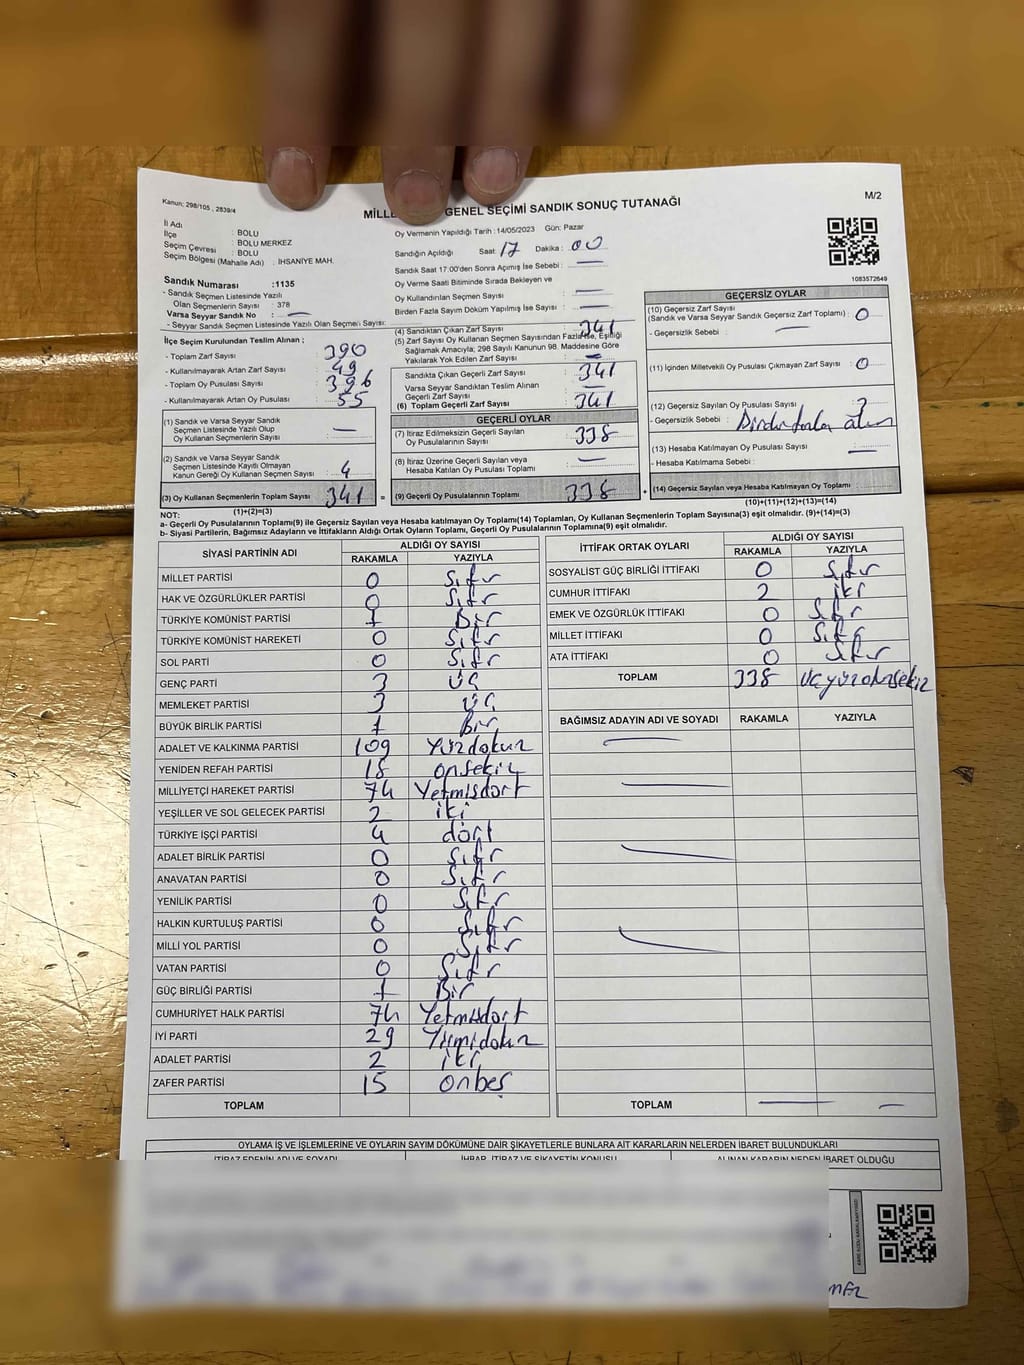 Kanun; 298/105 , 2839/4
MİLLE GENEL SEÇİMİ SANDIK SONUÇ TUTANAĞI
M/2
İl Adı : BOLU
İlçe : BOLU MERKEZ
Seçim Çevresi : BOLU
Seçim Bölgesi (Mahalle Adı) : İHSANİYE MAH.
Oy Vermenin Yapıldığı Tarih : 14/05/2023 Gün: Pazar
Sandığın Açıldığı Saat: 17 Dakika : 00
Sandık Saat 17:00'den Sonra Açımış İse Sebebi : —
Oy Verme Saati Bitiminde Sırada Bekleyen ve
Oy Kullandırılan Seçmen Sayısı : —
Birden Fazla Sayım Döküm Yapılmış İse Sayısı : —
1083572649
Sandık Numarası :1135
- Sandık Seçmen Listesinde Yazılı
Olan Seçmenlerin Sayısı : 378
Varsa Seyyar Sandık No : —
- Seyyar Sandık Seçmen Listesinde Yazılı Olan Seçmen Sayısı:
İlçe Seçim Kurulundan Teslim Alınan ;
- Toplam Zarf Sayısı : 390
- Kullanılmayarak Artan Zarf Sayısı : 49
- Toplam Oy Pusulası Sayısı : 396
- Kullanılmayarak Artan Oy Pusulası : 55
(1) Sandık ve Varsa Seyyar Sandık
Seçmen Listesinde Yazılı Olup
Oy Kullanan Seçmenlerin Sayısı : —
(2) Sandık ve Varsa Seyyar Sandık
Seçmen Listesinde Kayıtlı Olmayan
Kanun Gereği Oy Kullanan Seçmen Sayısı : 4
(3) Oy Kullanan Seçmenlerin Toplam Sayısı : 341 =
(1)+(2)=(3)
(4) Sandıktan Çıkan Zarf Sayısı : 341
(5) Zarf Sayısı Oy Kullanan Seçmen Sayısından Fazla İse, Eşitliği
Sağlamak Amacıyla; 298 Sayılı Kanunun 98. Maddesine Göre
Yakılarak Yok Edilen Zarf Sayısı : —
Sandıkta Çıkan Geçerli Zarf Sayısı : 341
Varsa Seyyar Sandıktan Teslim Alınan
Geçerli Zarf Sayısı : —
(6) Toplam Geçerli Zarf Sayısı : 341
GEÇERLİ OYLAR
(7) İtiraz Edilmeksizin Geçerli Sayılan
Oy Pusulalarının Sayısı : 338
(8) İtiraz Üzerine Geçerli Sayılan veya
Hesaba Katılan Oy Pusulası Toplamı : —
(9) Geçerli Oy Pusulalarının Toplamı : 338 +
GEÇERSİZ OYLAR
(10) Geçersiz Zarf Sayısı
(Sandık ve Varsa Seyyar Sandık Geçersiz Zarf Toplamı) : 0
- Geçersizlik Sebebi : —
(11) İçinden Milletvekili Oy Pusulası Çıkmayan Zarf Sayısı : 0
(12) Geçersiz Sayılan Oy Pusulası Sayısı : 3
- Geçersizlik Sebebi :
(13) Hesaba Katılmayan Oy Pusulası Sayısı : —
- Hesaba Katılmama Sebebi :
(14) Geçersiz Sayılan veya Hesaba Katılmayan Oy Toplamı :
(10)+(11)+(12)+(13)=(14)
NOT:
a- Geçerli Oy Pusulalarının Toplamı(9) ile Geçersiz Sayılan veya Hesaba katılmayan Oy Toplamı(14) Toplamları, Oy Kullanan Seçmenlerin Toplam Sayısına(3) eşit olmalıdır. (9)+(14)=(3)
b- Siyasi Partilerin, Bağımsız Adayların ve İttifakların Aldığı Ortak Oyların Toplamı, Geçerli Oy Pusulalarının Toplamına(9) eşit olmalıdır.
SİYASİ PARTİNİN ADI ALDIĞI OY SAYISI
RAKAMLA YAZIYLA
MİLLET PARTİSİ 0 Sıfır
HAK VE ÖZGÜRLÜKLER PARTİSİ 0 Sıfır
TÜRKİYE KOMÜNİST PARTİSİ 1 Bir
TÜRKİYE KOMÜNİST HAREKETİ 0 Sıfır
SOL PARTİ 0 Sıfır
GENÇ PARTİ 3 üç
MEMLEKET PARTİSİ 3 üç
BÜYÜK BİRLİK PARTİSİ 1 Bir
ADALET VE KALKINMA PARTİSİ 109 Yüzdokuz
YENİDEN REFAH PARTİSİ 18 onsekiz
MİLLİYETÇİ HAREKET PARTİSİ 74 Yetmişdört
YEŞİLLER VE SOL GELECEK PARTİSİ 2 iki
TÜRKİYE İŞÇİ PARTİSİ 4 dört
ADALET BİRLİK PARTİSİ 0 Sıfır
ANAVATAN PARTİSİ 0 Sıfır
YENİLİK PARTİSİ 0 Sıfır
HALKIN KURTULUŞ PARTİSİ 0 Sıfır
MİLLİ YOL PARTİSİ 0 Sıfır
VATAN PARTİSİ 0 Sıfır
GÜÇ BİRLİĞİ PARTİSİ 1 Bir
CUMHURİYET HALK PARTİSİ 74 Yetmişdört
İYİ PARTİ 29 Yirmidokuz
ADALET PARTİSİ 2 iki
ZAFER PARTİSİ 15 onbeş
TOPLAM
İTTİFAK ORTAK OYLARI ALDIĞI OY SAYISI
RAKAMLA YAZIYLA
SOSYALİST GÜÇ BİRLİĞİ İTTİFAKI 0 Sıfır
CUMHUR İTTİFAKI 2 iki
EMEK VE ÖZGÜRLÜK İTTİFAKI 0 Sıfır
MİLLET İTTİFAKI 0 Sıfır
ATA İTTİFAKI 0 Sıfır
TOPLAM 338 üçyüzotuzsekiz
BAĞIMSIZ ADAYIN ADI VE SOYADI RAKAMLA YAZIYLA
TOPLAM — —
OYLAMA İŞ VE İŞLEMLERİNE VE OYLARIN SAYIM DÖKÜMÜNE DAİR ŞİKAYETLERLE BUNLARA AİT KARARLARIN NELERDEN İBARET BULUNDUKLARI
İTİRAZ EDENİN ADI VE SOYADI İHBAR, İTİRAZ VE ŞİKAYETİN KONUSU ALINAN KARARIN NEDEN İBARET OLDUĞU